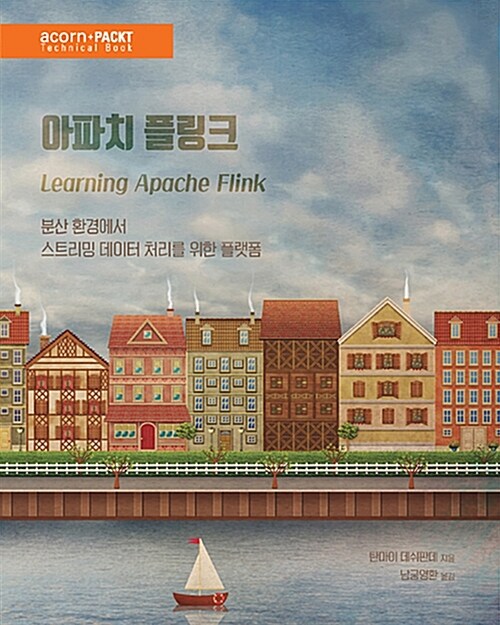 acorn+PACKT
Technical Book
아파치 플링크
Learning Apache Flink
분산 환경에서
스트리밍 데이터 처리를 위한 플랫폼
탄마이 데쉬판데 지음
남궁영환 옮김